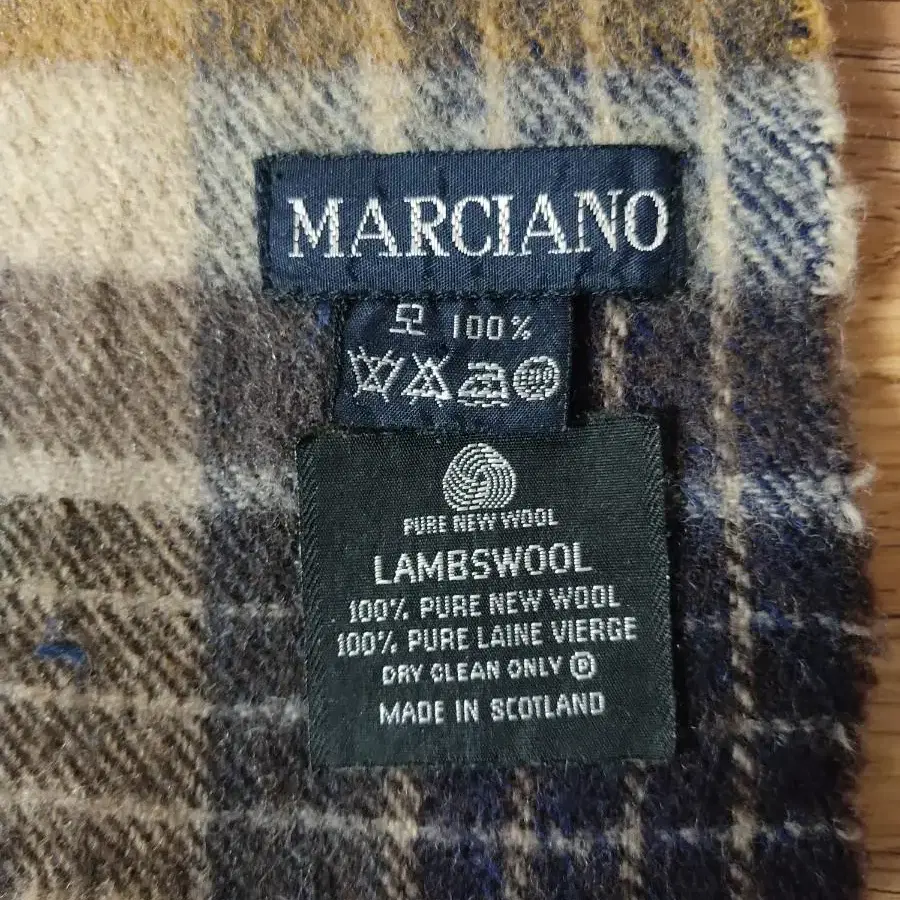 MARCIANO
모 100%
PURE NEW WOOL
LAMBSWOOL
100% PURE NEW WOOL
100% PURE LAINE VIERGE
DRY CLEAN ONLY Ⓟ
MADE IN SCOTLAND